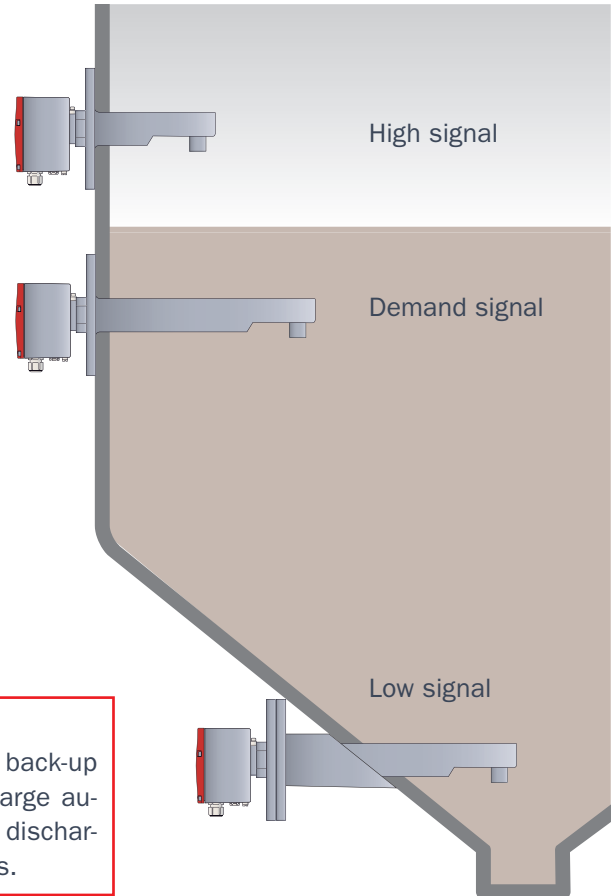 High signal
Demand signal
Low signal
back-up
arge au-
dischar-
s.